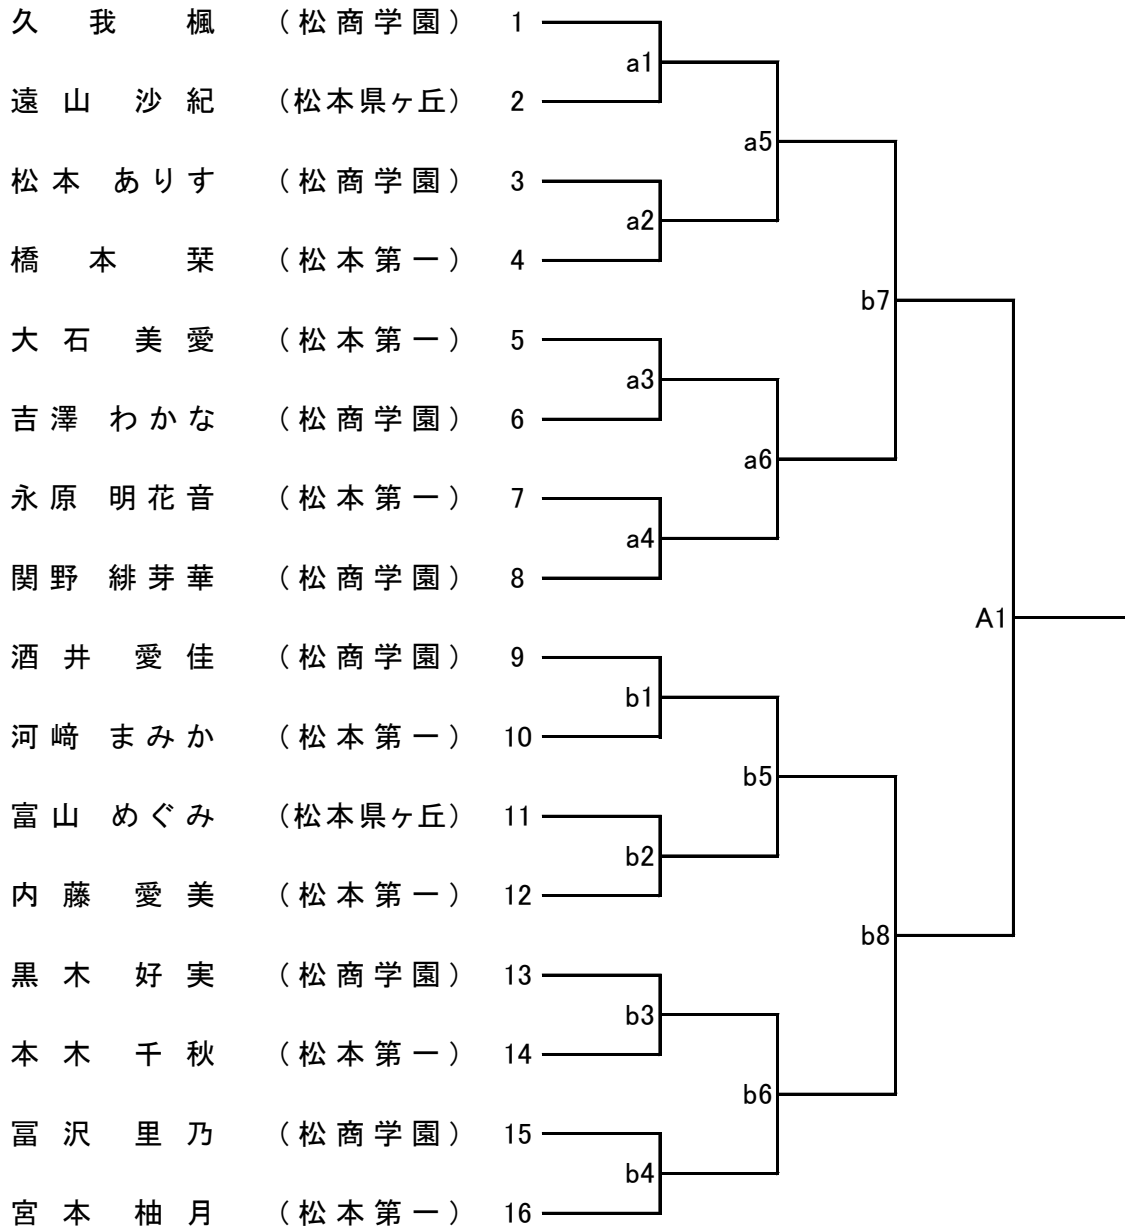 久我 楓 (松商学園) 1
a1
遠山 沙紀 (松本県ヶ丘) 2
a5
松本 ありす (松商学園) 3
a2
橋本 栞 (松本第一) 4
b7
大石 美愛 (松本第一) 5
a3
吉澤 わかな (松商学園) 6
a6
永原 明花音 (松本第一) 7
a4
関野 緋芽華 (松商学園) 8
A1
酒井 愛佳 (松商学園) 9
b1
河﨑 まみか (松本第一) 10
b5
富山 めぐみ (松本県ヶ丘) 11
b2
内藤 愛美 (松本第一) 12
b8
黒木 好実 (松商学園) 13
b3
本木 千秋 (松本第一) 14
b6
冨沢 里乃 (松商学園) 15
b4
宮本 柚月 (松本第一) 16